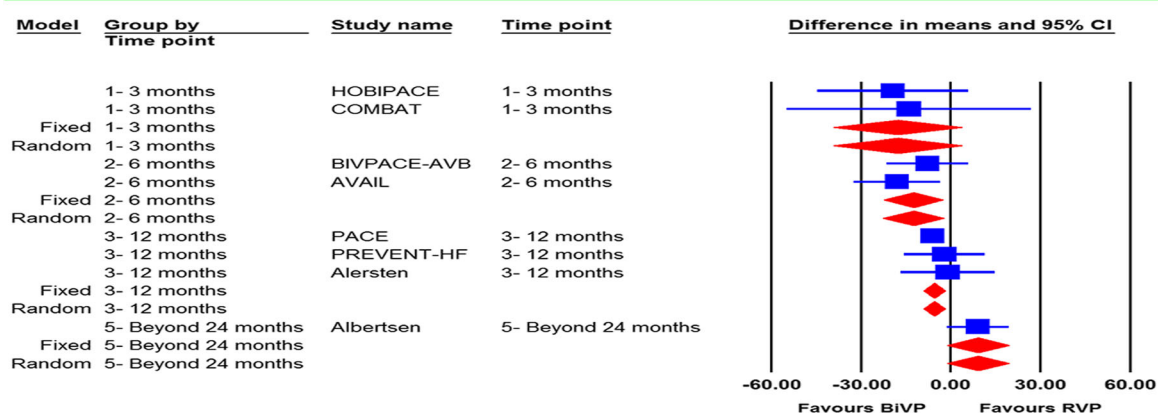 Model Group by Study name Time point Difference in means and 95% CI
Time point
1- 3 months HOBIPACE 1- 3 months
1- 3 months COMBAT 1- 3 months
Fixed 1- 3 months
Random 1- 3 months
2- 6 months BIVPACE-AVB 2- 6 months
2- 6 months AVAIL 2- 6 months
Fixed 2- 6 months
Random 2- 6 months
3- 12 months PACE 3- 12 months
3- 12 months PREVENT-HF 3- 12 months
3- 12 months Alersten 3- 12 months
Fixed 3- 12 months
Random 3- 12 months
5- Beyond 24 months Albertsen 5- Beyond 24 months
Fixed 5- Beyond 24 months
Random 5- Beyond 24 months
-60.00 -30.00 0.00 30.00 60.00
Favours BiVP Favours RVP